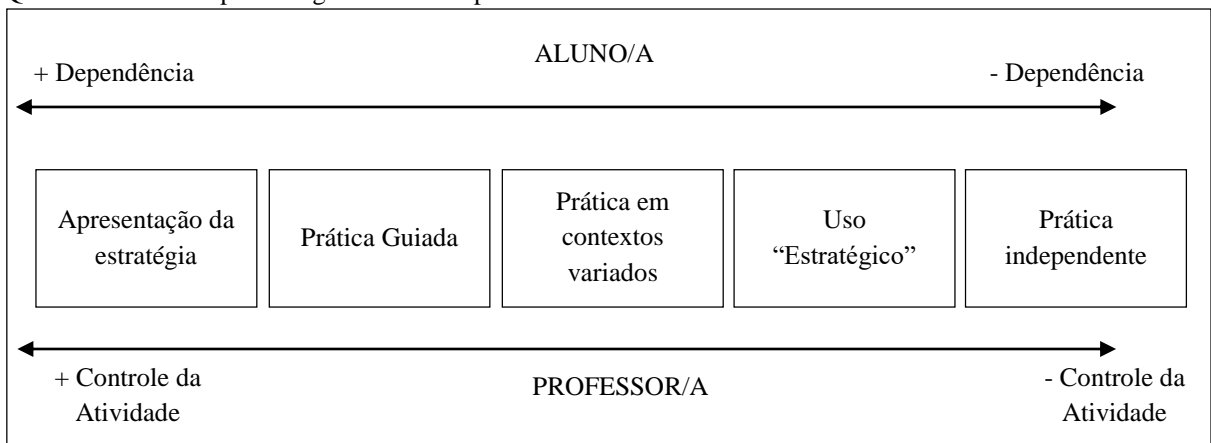 ALUNO/A
+ Dependência
- Dependência
Apresentação da
estratégia
Prática Guiada
Prática em
contextos
variados
Uso
“Estratégico”
Prática
independente
+ Controle da
Atividade
PROFESSOR/A
- Controle da
Atividade